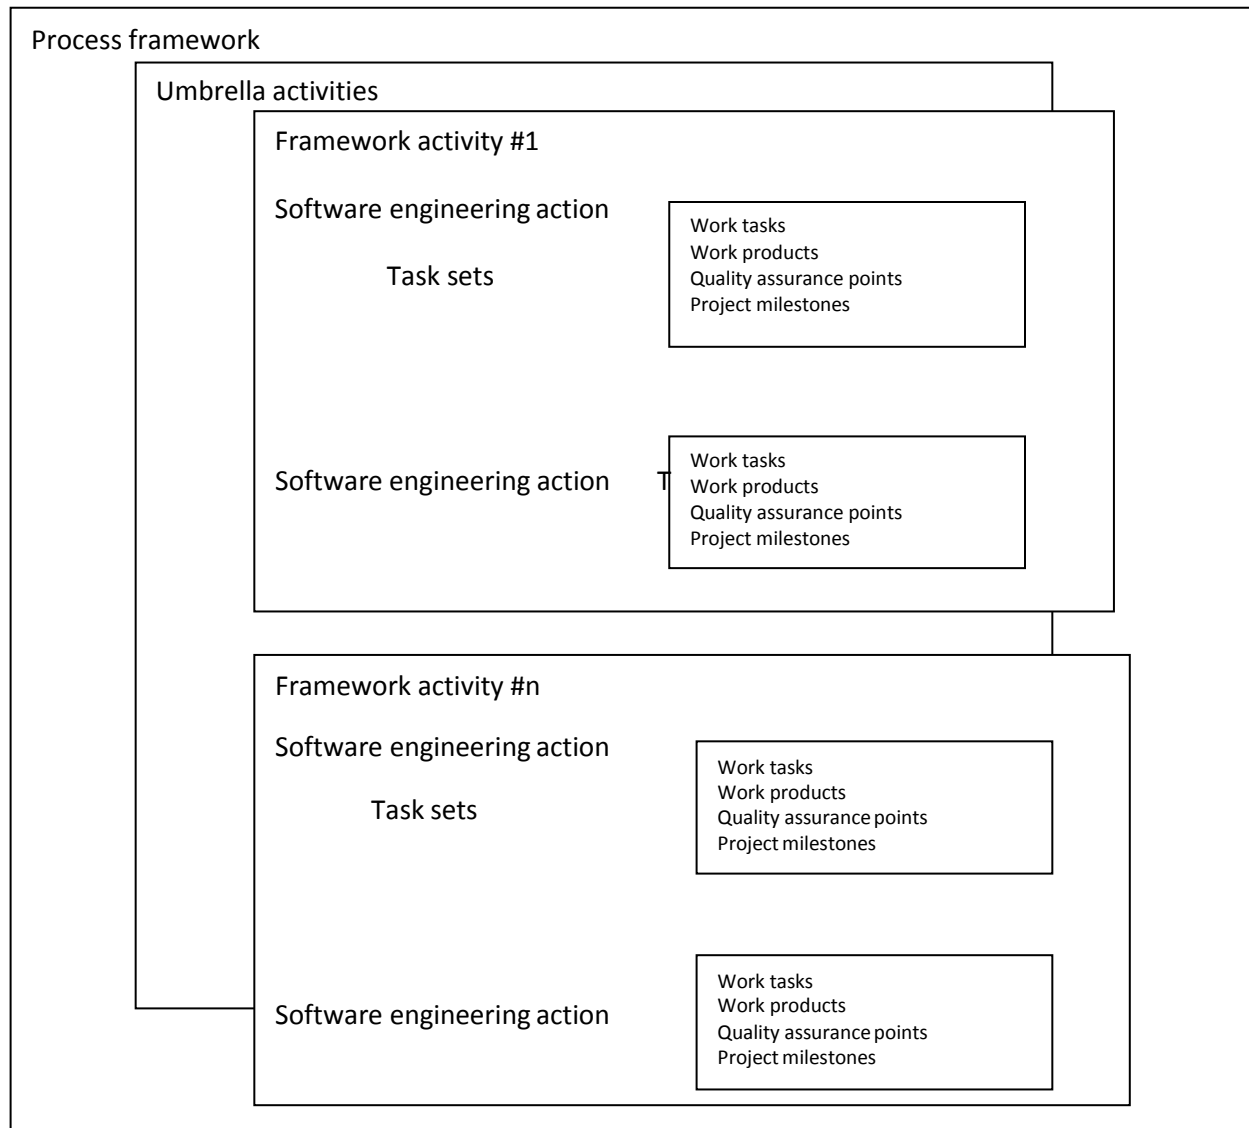 Process framework
Umbrella activities
Framework activity #1
Software engineering action
Task sets
Work tasks
Work products
Quality assurance points
Project milestones
Software engineering action T
Work tasks
Work products
Quality assurance points
Project milestones
Framework activity #n
Software engineering action
Task sets
Work tasks
Work products
Quality assurance points
Project milestones
Software engineering action
Work tasks
Work products
Quality assurance points
Project milestones